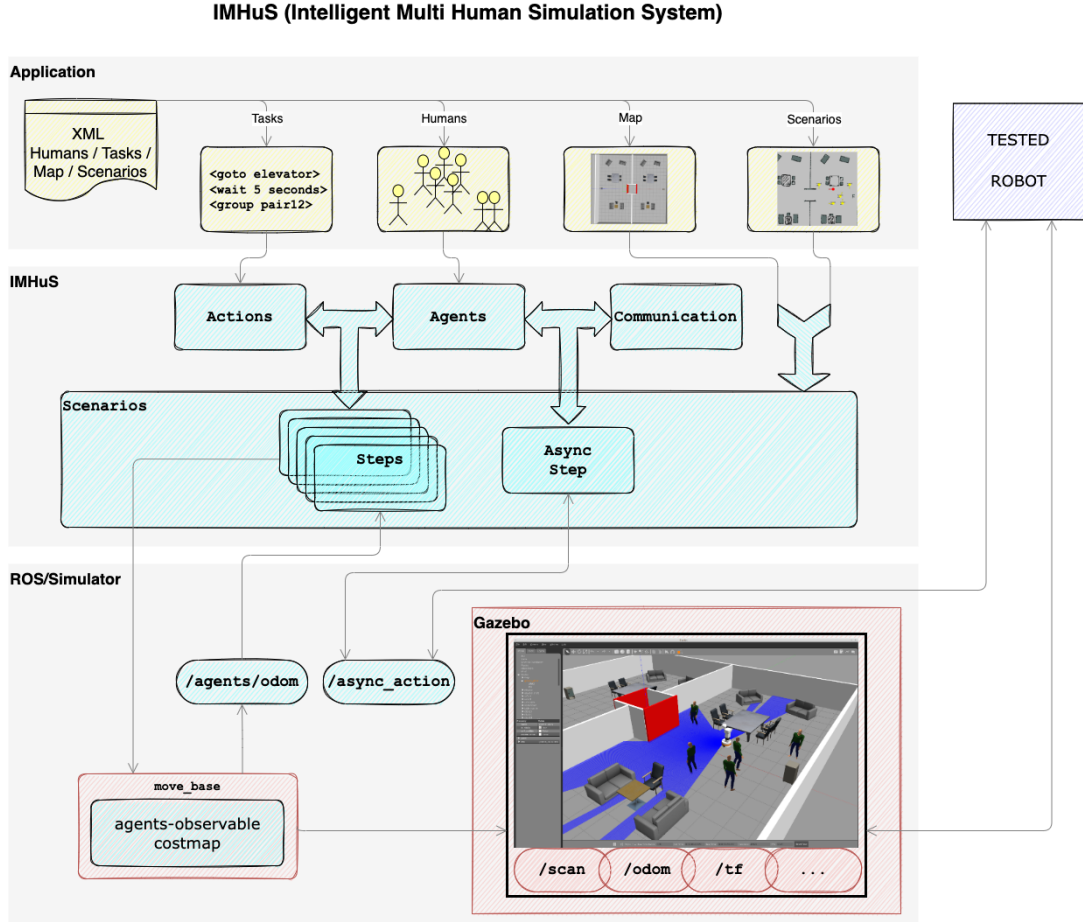 IMHuS (Intelligent Multi Human Simulation System)
Application
XML
Humans / Tasks /
Map / Scenarios
Tasks
Humans
Map
Scenarios
<goto elevator>
<wait 5 seconds>
<group pair12>
TESTED
ROBOT
IMHuS
Actions
Agents
Communication
Scenarios
Steps
Async
Step
ROS/Simulator
Gazebo
/agents/odom
/async_action
move_base
agents-observable
costmap
/scan
/odom
/tf
...